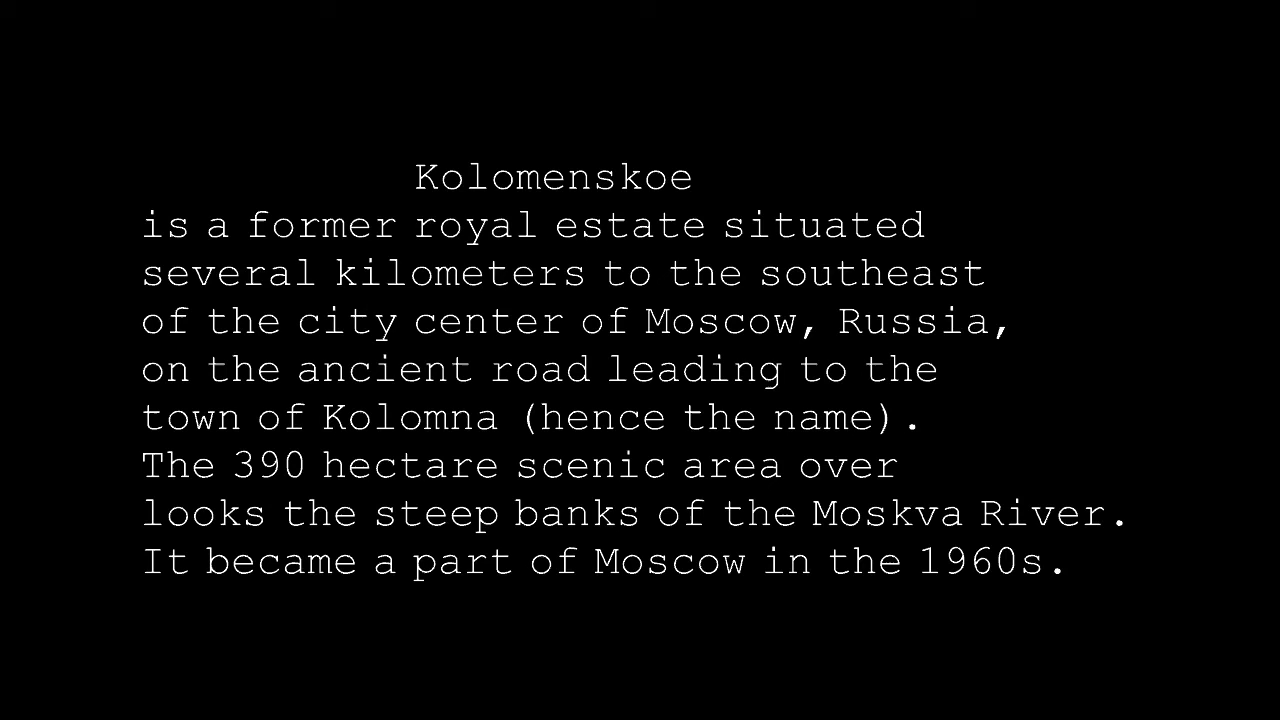 Kolomenskoe
is a former royal estate situated
several kilometers to the southeast
of the city center of Moscow, Russia,
on the ancient road leading to the
town of Kolomna (hence the name).
The 390 hectare scenic area over
looks the steep banks of the Moskva River.
It became a part of Moscow in the 1960s.